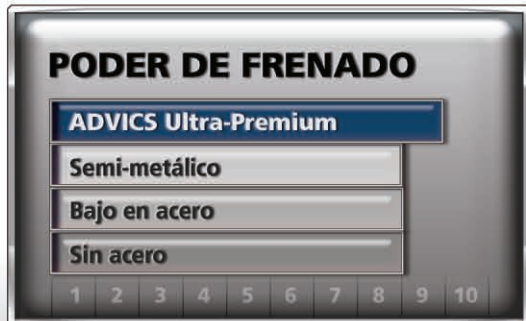 PODER DE FRENADO
ADVICS Ultra-Premium
Semi-metálico
Bajo en acero
Sin acero
1 2 3 4 5 6 7 8 9 10